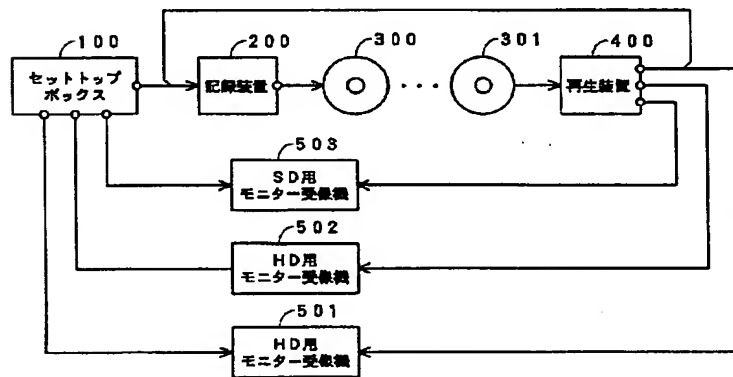 100
200
300
301
400
セットトップ
ボックス
記録装置
・・・
再生装置
503
SD用
モニター受像機
502
HD用
モニター受像機
501
HD用
モニター受像機